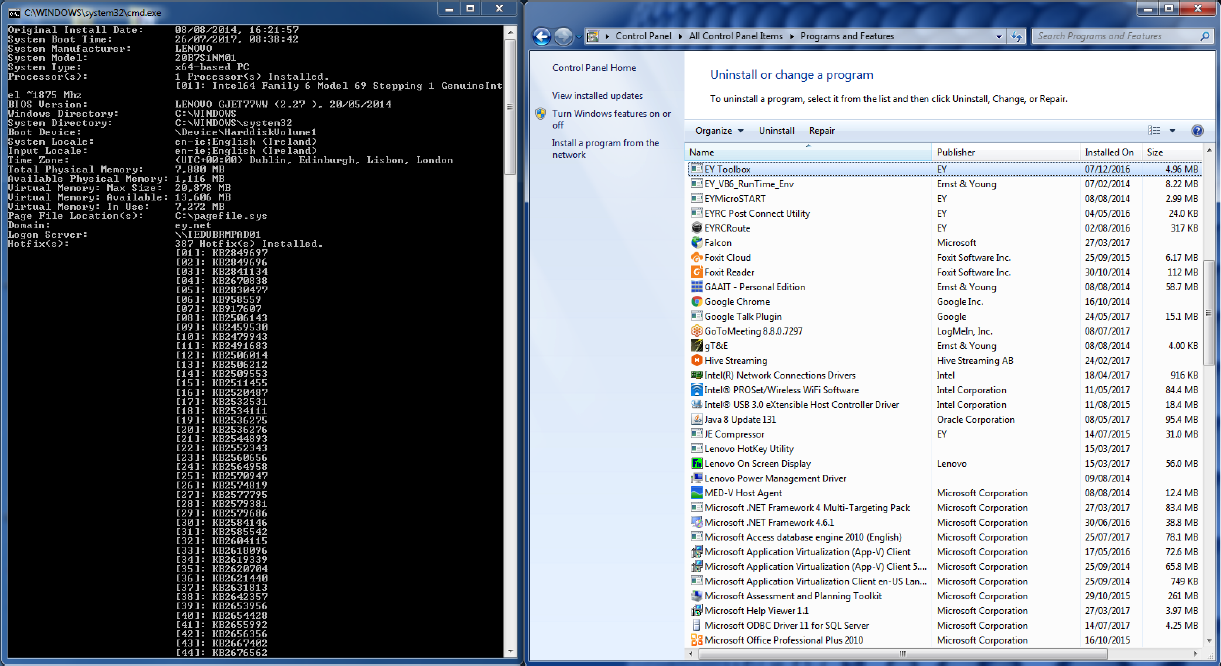 C:\WINDOWS\system32\cmd.exe
Original Install Date: 08/08/2014, 16:21:57
System Boot Time: 26/07/2017, 08:38:42
System Manufacturer: LENOVO
System Model: 20B7S1NM01
System Type: x64-based PC
Processor(s): 1 Processor(s) Installed.
[01]: Intel64 Family 6 Model 69 Stepping 1 GenuineInt
el ~1875 Mhz
BIOS Version: LENOVO GJET77WW (2.27 ), 20/05/2014
Windows Directory: C:\WINDOWS
System Directory: C:\WINDOWS\system32
Boot Device: \Device\HarddiskVolume1
System Locale: en-ie;English (Ireland)
Input Locale: en-ie;English (Ireland)
Time Zone: (UTC+00:00) Dublin, Edinburgh, Lisbon, London
Total Physical Memory: 7,880 MB
Available Physical Memory: 1,116 MB
Virtual Memory: Max Size: 20,878 MB
Virtual Memory: Available: 13,606 MB
Virtual Memory: In Use: 7,272 MB
Page File Location(s): C:\pagefile.sys
Domain: ey.net
Logon Server: \\IEDUBRMPAD01
Hotfix(s): 387 Hotfix(s) Installed.
[01]: KB2849697
[02]: KB2849696
[03]: KB2841134
[04]: KB2670838
[05]: KB2830477
[06]: KB958559
[07]: KB917607
[08]: KB2506143
[09]: KB2459530
[10]: KB2479943
[11]: KB2491683
[12]: KB2506014
[13]: KB2506212
[14]: KB2509553
[15]: KB2511455
[16]: KB2520487
[17]: KB2532531
[18]: KB2534111
[19]: KB2536275
[20]: KB2536276
[21]: KB2544893
[22]: KB2552343
[23]: KB2560656
[24]: KB2564958
[25]: KB2570947
[26]: KB2574819
[27]: KB2577795
[28]: KB2579381
[29]: KB2579686
[30]: KB2584146
[31]: KB2585542
[32]: KB2604115
[33]: KB2618096
[34]: KB2619339
[35]: KB2620704
[36]: KB2621440
[37]: KB2631813
[38]: KB2642357
[39]: KB2653956
[40]: KB2654428
[41]: KB2655992
[42]: KB2656356
[43]: KB2667402
[44]: KB2676562
Control Panel All Control Panel Items Programs and Features
Search Programs and Features
Control Panel Home
View installed updates
Turn Windows features on or
off
Install a program from the
network
Uninstall or change a program
To uninstall a program, select it from the list and then click Uninstall, Change, or Repair.
Organize Uninstall Repair
Name Publisher Installed On Size
EY Toolbox EY 07/12/2016 4.96 MB
EY_VB6_RunTime_Env Ernst & Young 07/02/2014 8.22 MB
EYMicroSTART EY 08/08/2014 2.99 MB
EYRC Post Connect Utility EY 04/05/2016 24.0 KB
EYRCRoute EY 02/08/2016 317 KB
Falcon Microsoft 27/03/2017
Foxit Cloud Foxit Software Inc. 25/09/2015 6.17 MB
Foxit Reader Foxit Software Inc. 30/10/2014 112 MB
GAAIT - Personal Edition Ernst & Young 08/08/2014 58.7 MB
Google Chrome Google Inc. 16/10/2014
Google Talk Plugin Google 24/05/2017 15.1 MB
GoToMeeting 8.8.0.7297 LogMeIn, Inc. 08/07/2017
gT&E Ernst & Young 08/08/2014 4.00 KB
Hive Streaming Hive Streaming AB 24/02/2017
Intel(R) Network Connections Drivers Intel 18/04/2017 916 KB
Intel® PROSet/Wireless WiFi Software Intel Corporation 11/05/2017 84.4 MB
Intel® USB 3.0 eXtensible Host Controller Driver Intel Corporation 11/08/2015 18.4 MB
Java 8 Update 131 Oracle Corporation 08/05/2017 95.4 MB
JE Compressor EY 14/07/2015 31.0 MB
Lenovo HotKey Utility 15/03/2017
Lenovo On Screen Display Lenovo 15/03/2017 56.0 MB
Lenovo Power Management Driver 09/08/2014
MED-V Host Agent Microsoft Corporation 08/08/2014 12.4 MB
Microsoft .NET Framework 4 Multi-Targeting Pack Microsoft Corporation 27/03/2017 83.4 MB
Microsoft .NET Framework 4.6.1 Microsoft Corporation 30/06/2016 38.8 MB
Microsoft Access database engine 2010 (English) Microsoft Corporation 25/07/2017 78.1 MB
Microsoft Application Virtualization (App-V) Client Microsoft Corporation 17/05/2016 72.6 MB
Microsoft Application Virtualization (App-V) Client 5.... Microsoft Corporation 25/09/2014 65.8 MB
Microsoft Application Virtualization Client en-US Lan... Microsoft Corporation 25/09/2014 749 KB
Microsoft Assessment and Planning Toolkit Microsoft Corporation 29/10/2015 261 MB
Microsoft Help Viewer 1.1 Microsoft Corporation 27/03/2017 3.97 MB
Microsoft ODBC Driver 11 for SQL Server Microsoft Corporation 14/07/2017 4.25 MB
Microsoft Office Professional Plus 2010 Microsoft Corporation 16/10/2015